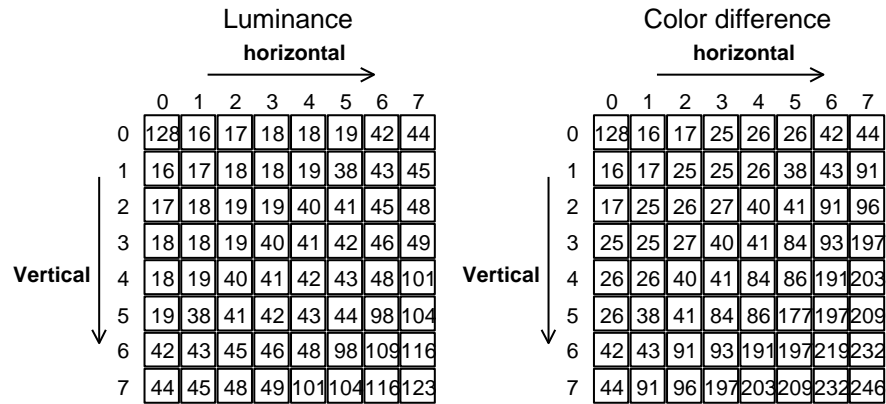 Luminance Color difference
horizontal horizontal
0 1 2 3 4 5 6 7 0 1 2 3 4 5 6 7
0 128 16 17 18 18 19 42 44 0 128 16 17 25 26 26 42 44
1 16 17 18 18 19 38 43 45 1 16 17 25 25 26 38 43 91
2 17 18 19 19 40 41 45 48 2 17 25 26 27 40 41 91 96
3 18 18 19 40 41 42 46 49 3 25 25 27 40 41 84 93 197
Vertical 4 18 19 40 41 42 43 48 101 Vertical 4 26 26 40 41 84 86 191 203
5 19 38 41 42 43 44 98 104 5 26 38 41 84 86 177 197 209
6 42 43 45 46 48 98 109 116 6 42 43 91 93 191 197 219 232
7 44 45 48 49 101 104 116 123 7 44 91 96 197 203 209 232 246